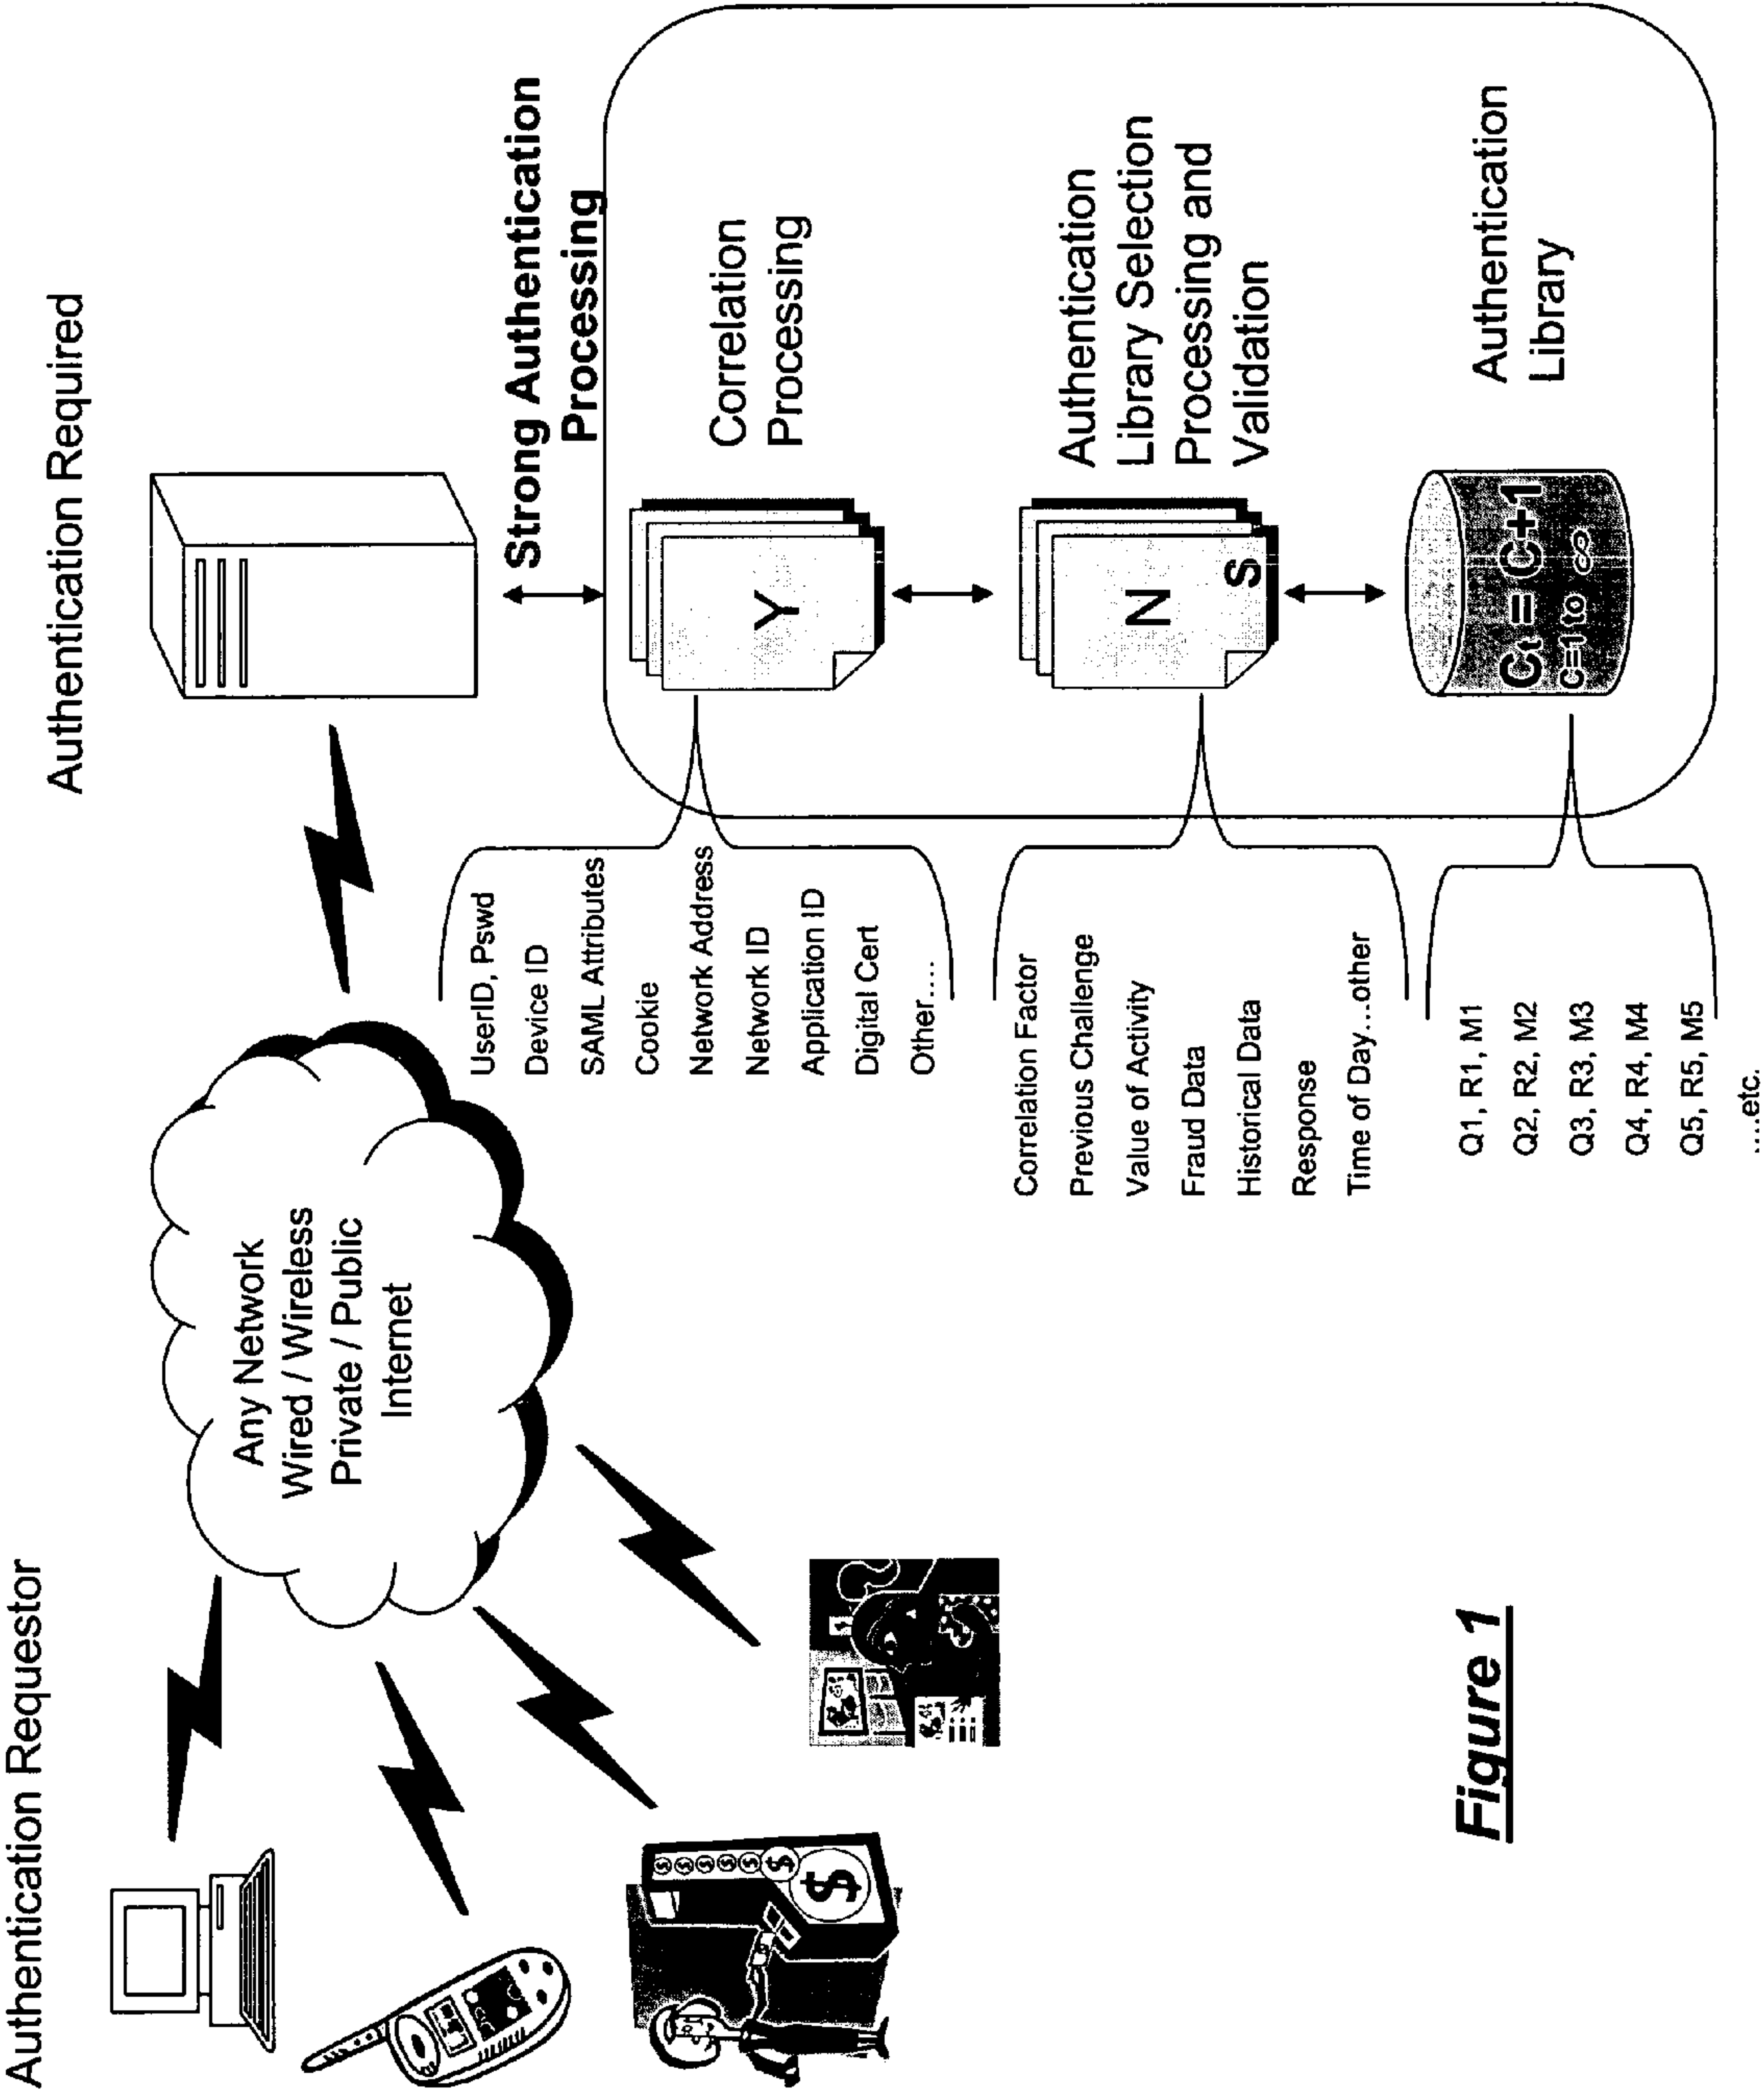 Authentication Requestor
Authentication Required
Any Network
Wired / Wireless
Private / Public
Internet
Strong Authentication
Processing
UserID, Pswd
Device ID
SAML Attributes
Cookie
Network Address
Network ID
Application ID
Digital Cert
Other....
Y
Correlation
Processing
Correlation Factor
Previous Challenge
Value of Activity
Fraud Data
Historical Data
Response
Time of Day...other
N
S
Authentication
Library Selection
Processing and
Validation
Q1, R1, M1
Q2, R2, M2
Q3, R3, M3
Q4, R4, M4
Q5, R5, M5
....etc.
Ct = C+1
C=1 to ∞
Authentication
Library
$ $ $ $ $ $
$
Figure 1